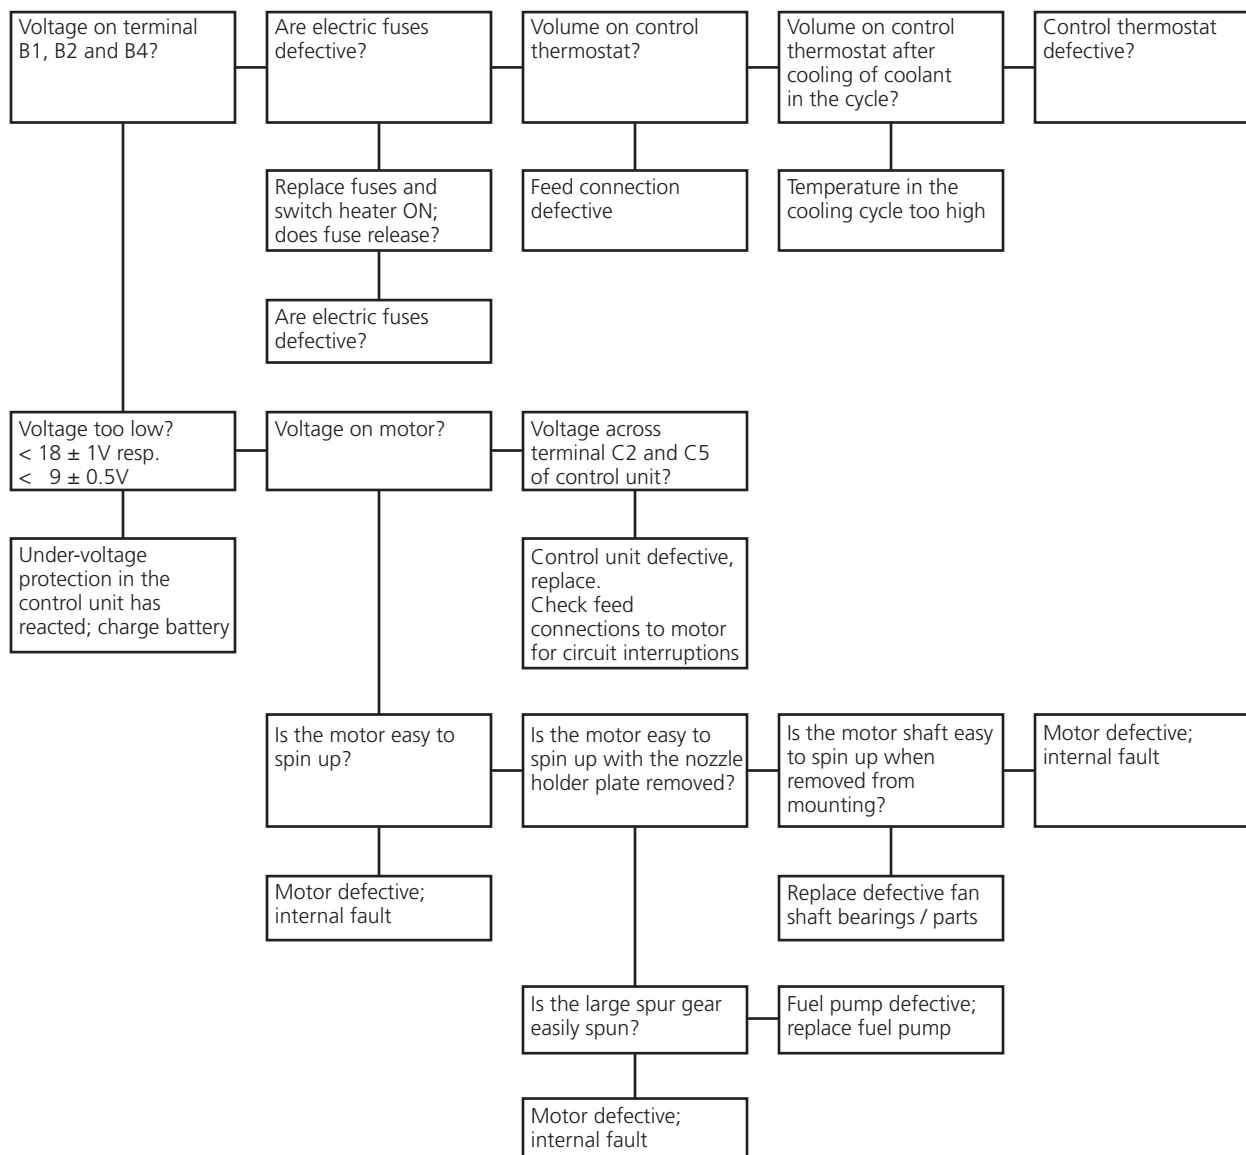 Voltage on terminal
B1, B2 and B4?
Are electric fuses
defective?
Volume on control
thermostat?
Volume on control
thermostat after
cooling of coolant
in the cycle?
Control thermostat
defective?
Replace fuses and
switch heater ON;
does fuse release?
Feed connection
defective
Temperature in the
cooling cycle too high
Are electric fuses
defective?
Voltage too low?
< 18 ± 1V resp.
< 9 ± 0.5V
Voltage on motor?
Voltage across
terminal C2 and C5
of control unit?
Under-voltage
protection in the
control unit has
reacted; charge battery
Control unit defective,
replace.
Check feed
connections to motor
for circuit interruptions
Is the motor easy to
spin up?
Is the motor easy to
spin up with the nozzle
holder plate removed?
Is the motor shaft easy
to spin up when
removed from
mounting?
Motor defective;
internal fault
Motor defective;
internal fault
Replace defective fan
shaft bearings / parts
Is the large spur gear
easily spun?
Fuel pump defective;
replace fuel pump
Motor defective;
internal fault